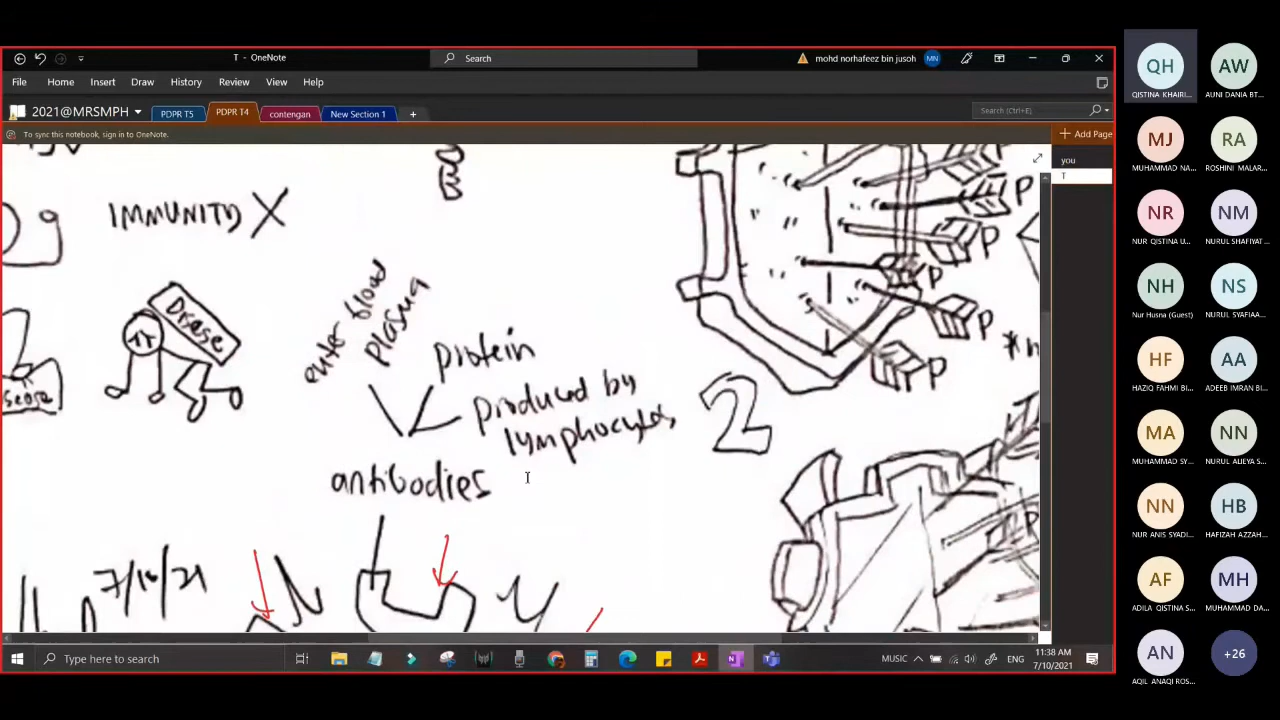 T - OneNote
Search
mohd norhafeez bin jusoh
MN
File Home Insert Draw History Review View Help
2021@MRSMPH
PDPR T5
PDPR T4
contengan
New Section 1
+
Search (Ctrl+E)
To sync this notebook, sign in to OneNote.
Add Page
you
T
IMMUNITY X
Disease
enter blood
plasma
protein
produced by
lymphocytes
antibodies
2
P
P
P
P
P
P
7/10/21
Type here to search
MUSIC
ENG
11:38 AM
7/10/2021
QH
QISTINA KHAIRI...
AW
AUNI DANIA BT...
MJ
MUHAMMAD NA...
RA
ROSHINI MALAR...
NR
NUR QISTINA U...
NM
NURUL SHAFIYAT ...
NH
Nur Husna (Guest)
NS
NURUL SYAFIAA...
HF
HAZIQ FAHMI BI...
AA
ADEEB IMRAN BI...
MA
MUHAMMAD SY...
NN
NURUL ALIEYA S...
NN
NUR ANIS SYADI...
HB
HAFIZAH AZZAH...
AF
ADILA QISTINA S...
MH
MUHAMMAD DA...
AN
AQIL ANAQI ROS...
+26